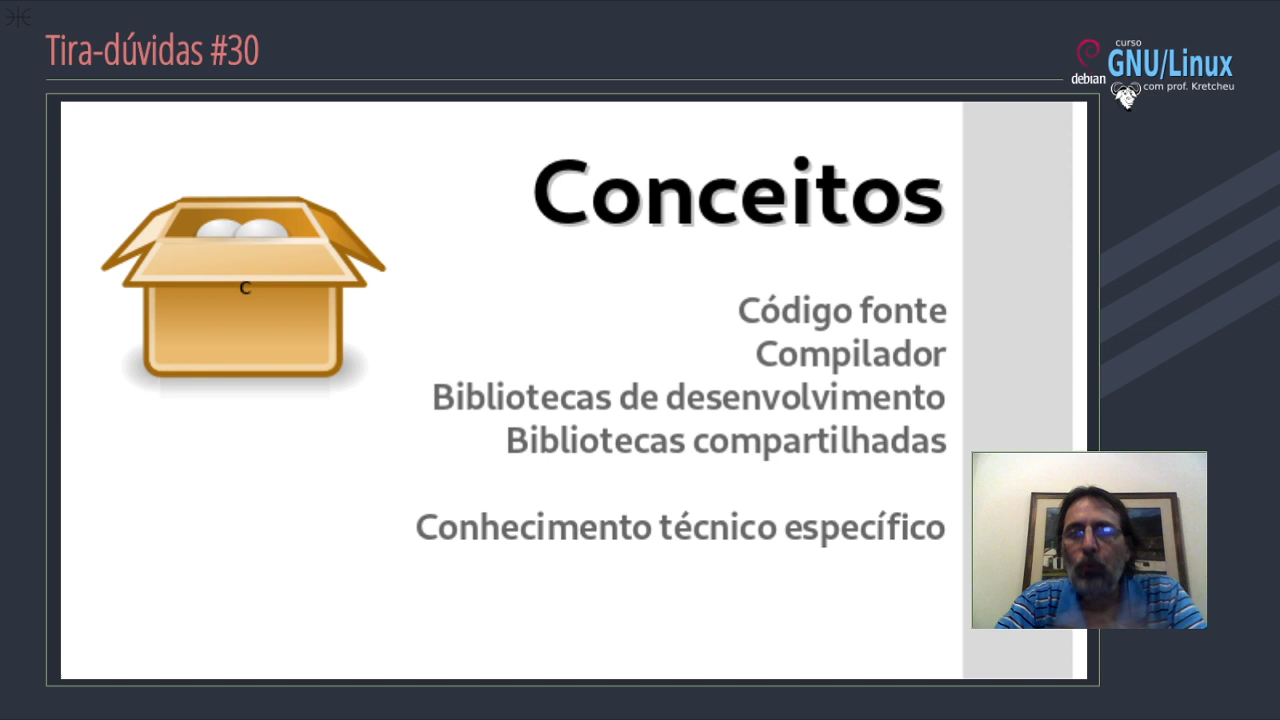 Tira-dúvidas #30
curso
debian
GNU/Linux
com prof. Kretcheu
Conceitos
C
Código fonte
Compilador
Bibliotecas de desenvolvimento
Bibliotecas compartilhadas
Conhecimento técnico específico